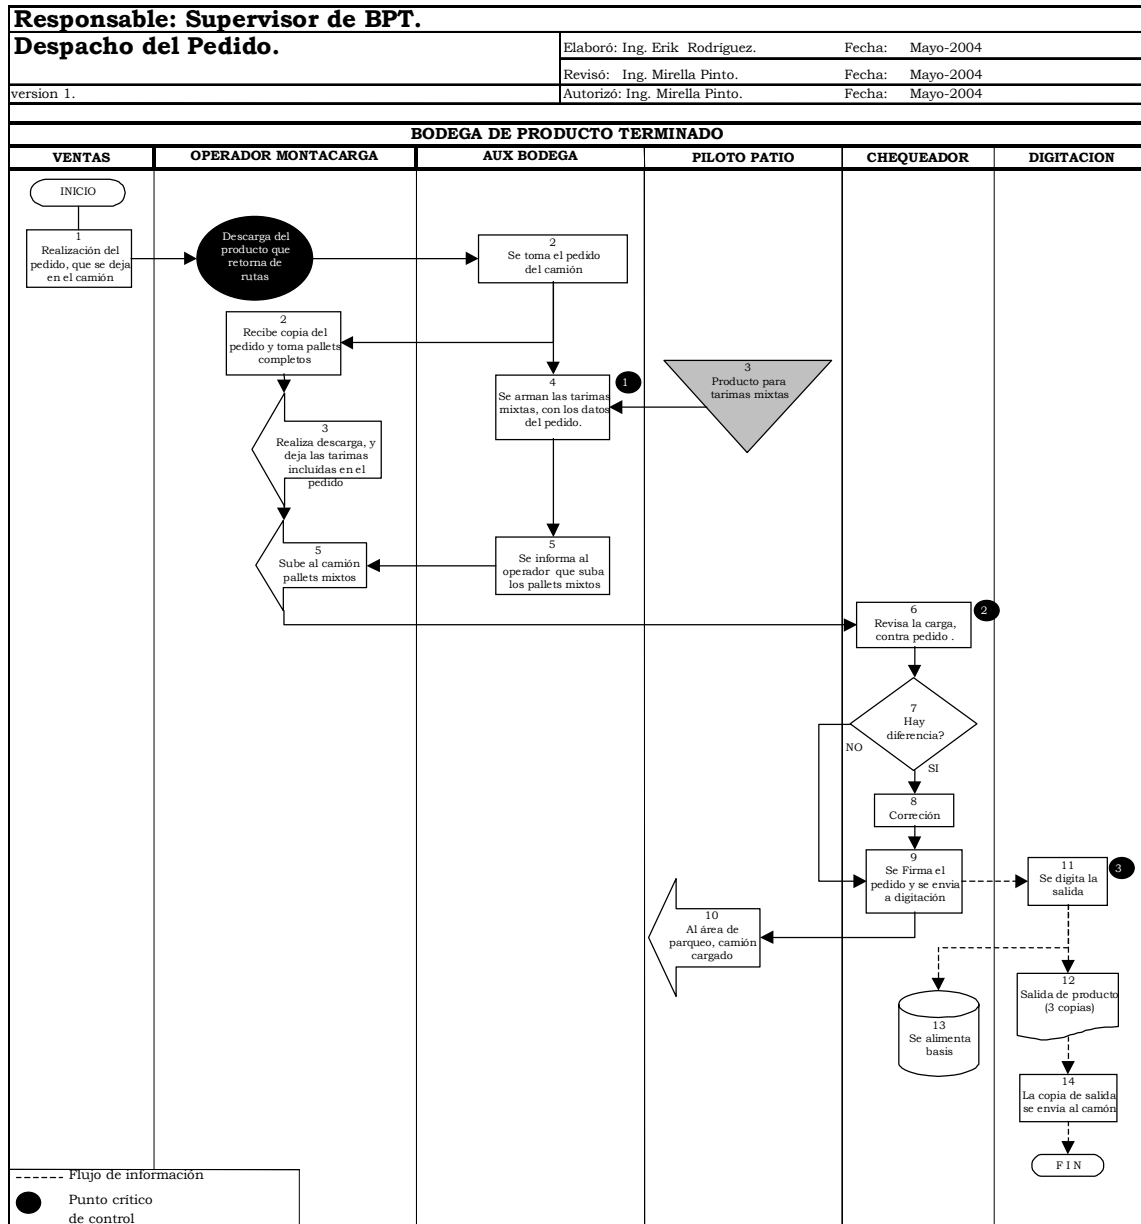 Responsable: Supervisor de BPT.
Despacho del Pedido.
Elaboró: Ing. Erik  Rodríguez. Fecha: Mayo-2004
Revisó: Ing. Mirella Pinto. Fecha: Mayo-2004
version 1. Autorizó: Ing. Mirella Pinto. Fecha: Mayo-2004
BODEGA DE PRODUCTO TERMINADO
VENTAS OPERADOR MONTACARGA AUX BODEGA PILOTO PATIO CHEQUEADOR DIGITACION
INICIO
1
Realización del
pedido, que se deja
en el camión
Descarga del
producto que
retorna de
rutas
2
Se toma el pedido
del camión
2
Recibe copia del
pedido y toma pallets
completos
4
Se arman las tarimas
mixtas, con los datos
del pedido.
1
3
Producto para
tarimas mixtas
3
Realiza descarga, y
deja las tarimas
incluídas en el
pedido
5
Sube al camión
pallets mixtos
5
Se informa al
operador  que suba
los pallets mixtos
6
Revisa la carga,
contra pedido .
2
7
Hay
diferencia?
NO
SI
8
Correción
9
Se Firma el
pedido y se envia
a digitación
11
Se digita la
salida
3
10
Al área de
parqueo, camión
cargado
12
Salida de producto
(3 copias)
13
Se alimenta
basis
14
La copia de salida
se envía al camón
F I N
Flujo de información
Punto crítico
de control